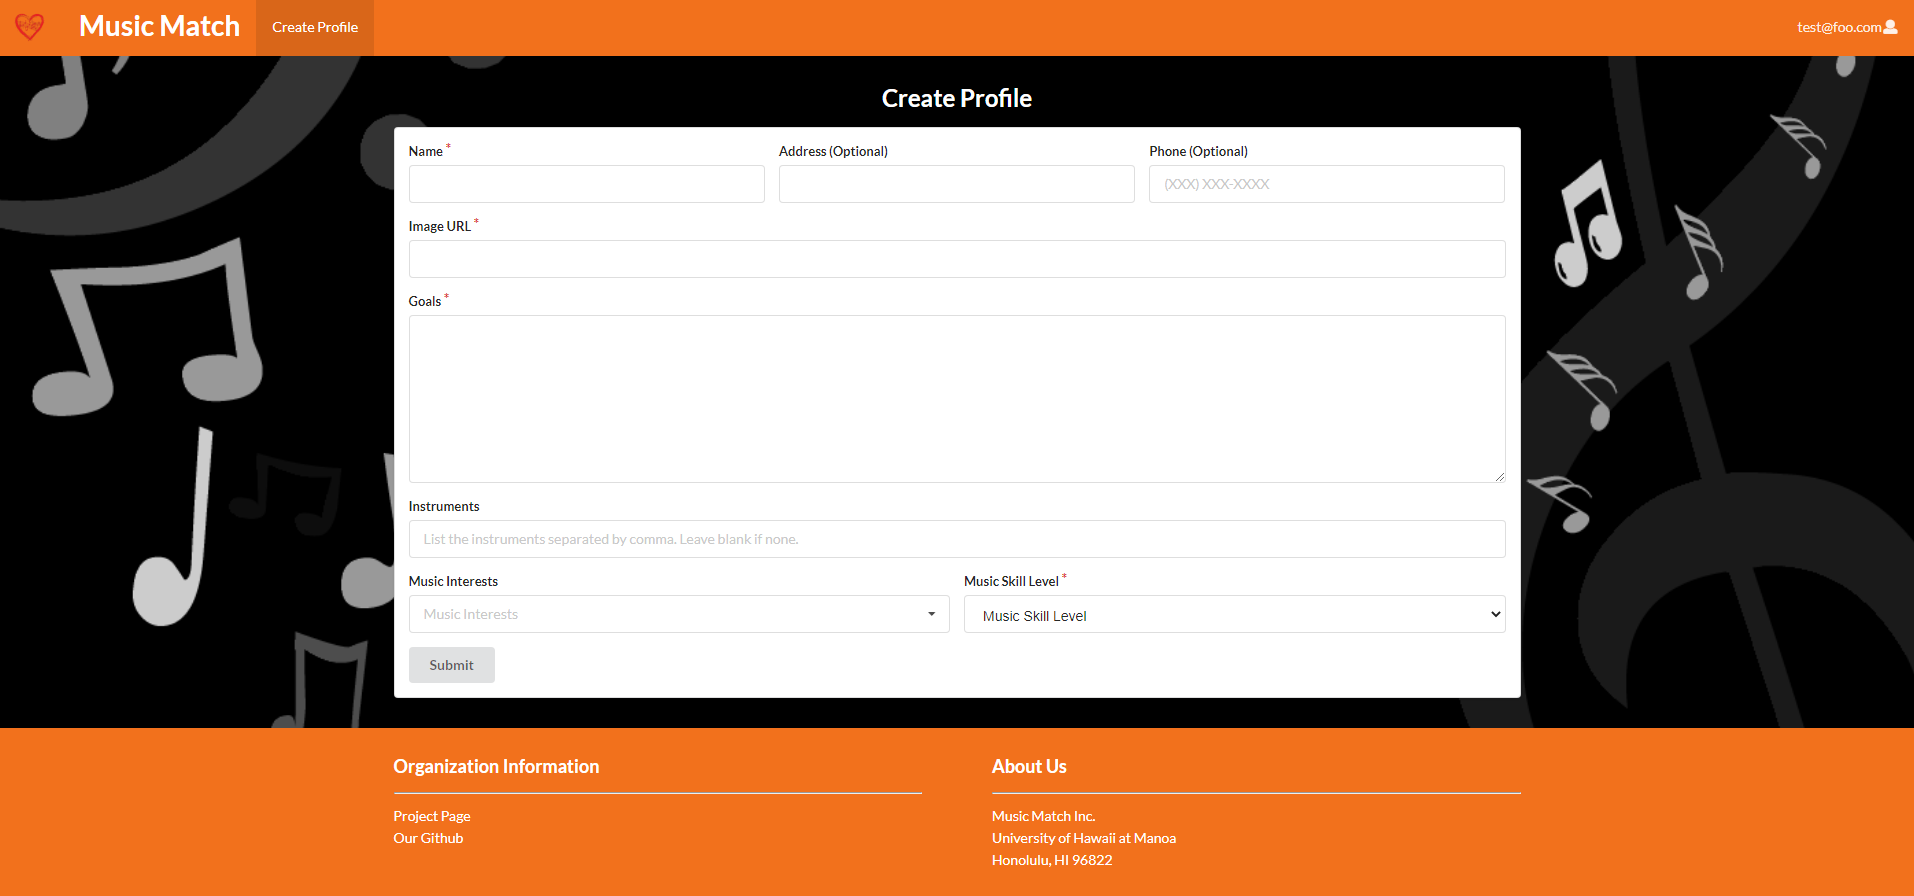 Music Match
Create Profile
test@foo.com
Create Profile
Name *
Address (Optional)
Phone (Optional)
(XXX) XXX-XXXX
Image URL *
Goals *
Instruments
List the instruments separated by comma. Leave blank if none.
Music Interests
Music Skill Level *
Music Interests
Music Skill Level
Submit
Organization Information
About Us
Project Page
Our Github
Music Match Inc.
University of Hawaii at Manoa
Honolulu, HI 96822